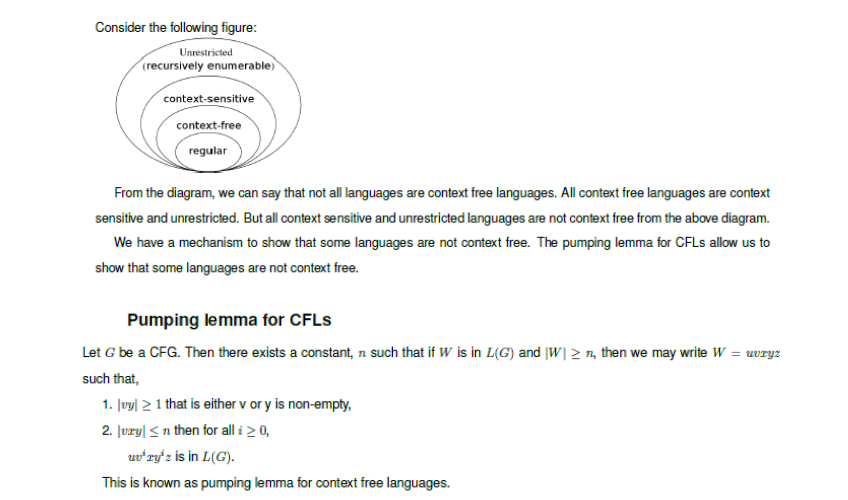 Consider the following figure:
Unrestricted
(recursively enumerable)
context-sensitive
context-free
regular
From the diagram, we can say that not all languages are context free languages. All context free languages are context
sensitive and unrestricted. But all context sensitive and unrestricted languages are not context free from the above diagram.
We have a mechanism to show that some languages are not context free. The pumping lemma for CFLs allow us to
show that some languages are not context free.
Pumping lemma for CFLs
Let G be a CFG. Then there exists a constant, n such that if W is in L(G) and |W| ≥ n, then we may write W = uvxyz
such that,
1. |vy| ≥ 1 that is either v or y is non-empty,
2. |vxy| ≤ n then for all i ≥ 0,
uvⁱxyⁱz is in L(G).
This is known as pumping lemma for context free languages.